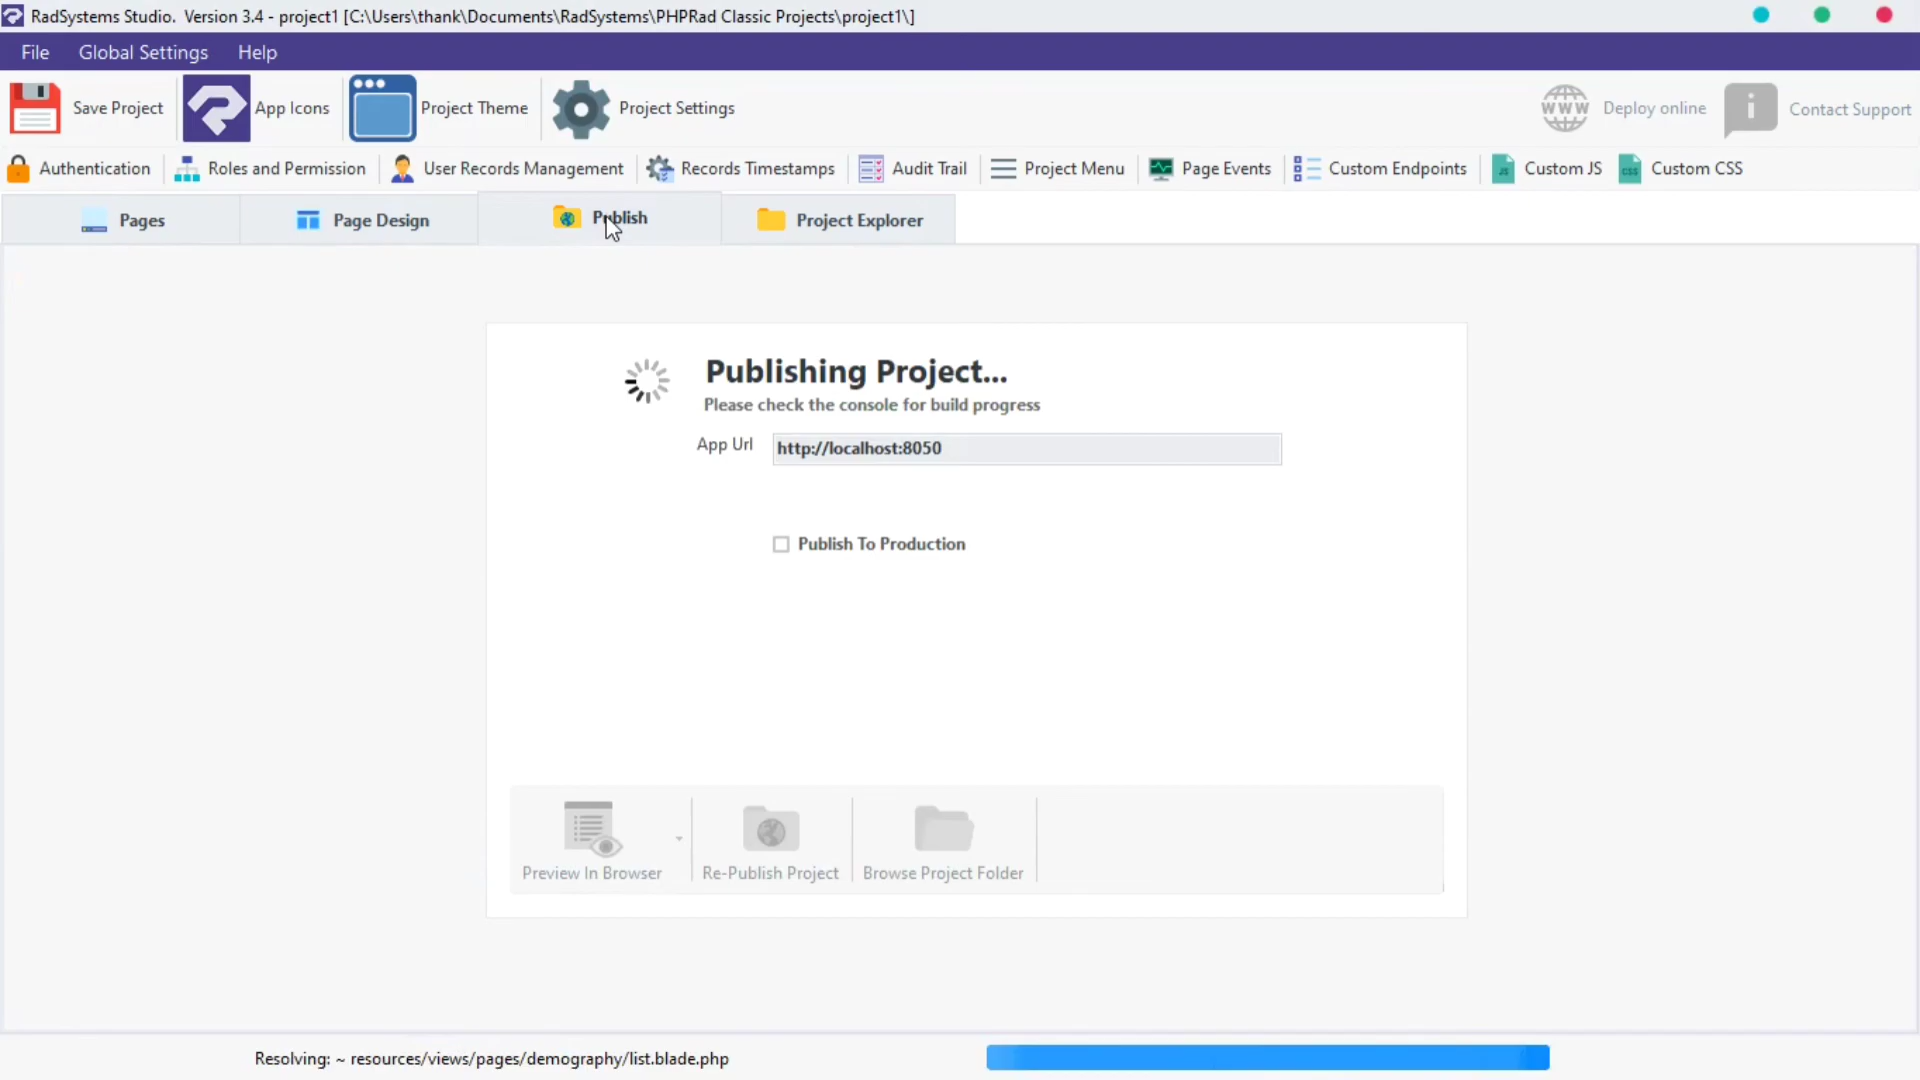 RadSystems Studio.  Version 3.4 - project1 [C:\Users\thank\Documents\RadSystems\PHPRad Classic Projects\project1\]
File Global Settings Help
Save Project App Icons Project Theme Project Settings WWW Deploy online i Contact Support
Authentication Roles and Permission User Records Management Records Timestamps Audit Trail Project Menu Page Events Custom Endpoints JS Custom JS CSS Custom CSS
Pages Page Design Publish Project Explorer
Publishing Project...
Please check the console for build progress
App Url http://localhost:8050
Publish To Production
Preview In Browser Re-Publish Project Browse Project Folder
Resolving: ~ resources/views/pages/demography/list.blade.php